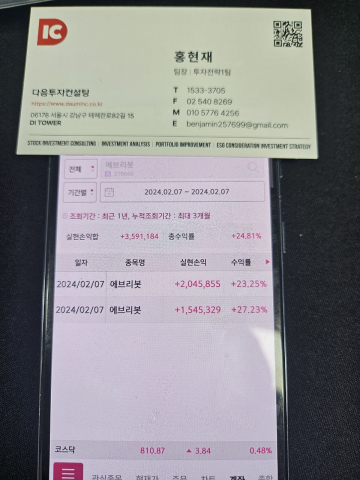 IC
홍현재
팀장 : 투자전략1팀
다음투자컨설팅
https://www.daumlnc.co.kr
06178 서울시 강남구 테헤란로82길 15
DI TOWER
T 1533-3705
F 02 540 8269
M 010 5776 4256
E benjamin257699@gmail.com
STOCK INVESTMENT CONSULTING | INVESTMENT ANALYSIS | PORTFOLIO IMPROVEMENT | ESG CONSIDERATION INVESTMENT STRATEGY
전체 에브리봇
기간별 2024,02,07 ~ 2024,02,07
조회기간 : 최근 1년, 누적조회기간 : 최대 3개월
실현손익합 +3,591,184 총수익률 +24,81%
일자 종목명 실현손익 수익률
2024/02/07 에브리봇 +2,045,855 +23,25%
2024/02/07 에브리봇 +1,545,329 +27,23%
코스닥 810.87 ▲ 3,84 0,48%
관심종목 현재가 주문 차트 계좌 종합